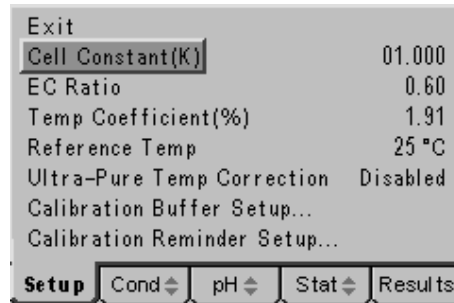 Exit
Cell Constant(K) 01.000
EC Ratio 0.60
Temp Coefficient(%) 1.91
Reference Temp 25 °C
Ultra-Pure Temp Correction Disabled
Calibration Buffer Setup...
Calibration Reminder Setup...
Setup Cond pH Stat Results